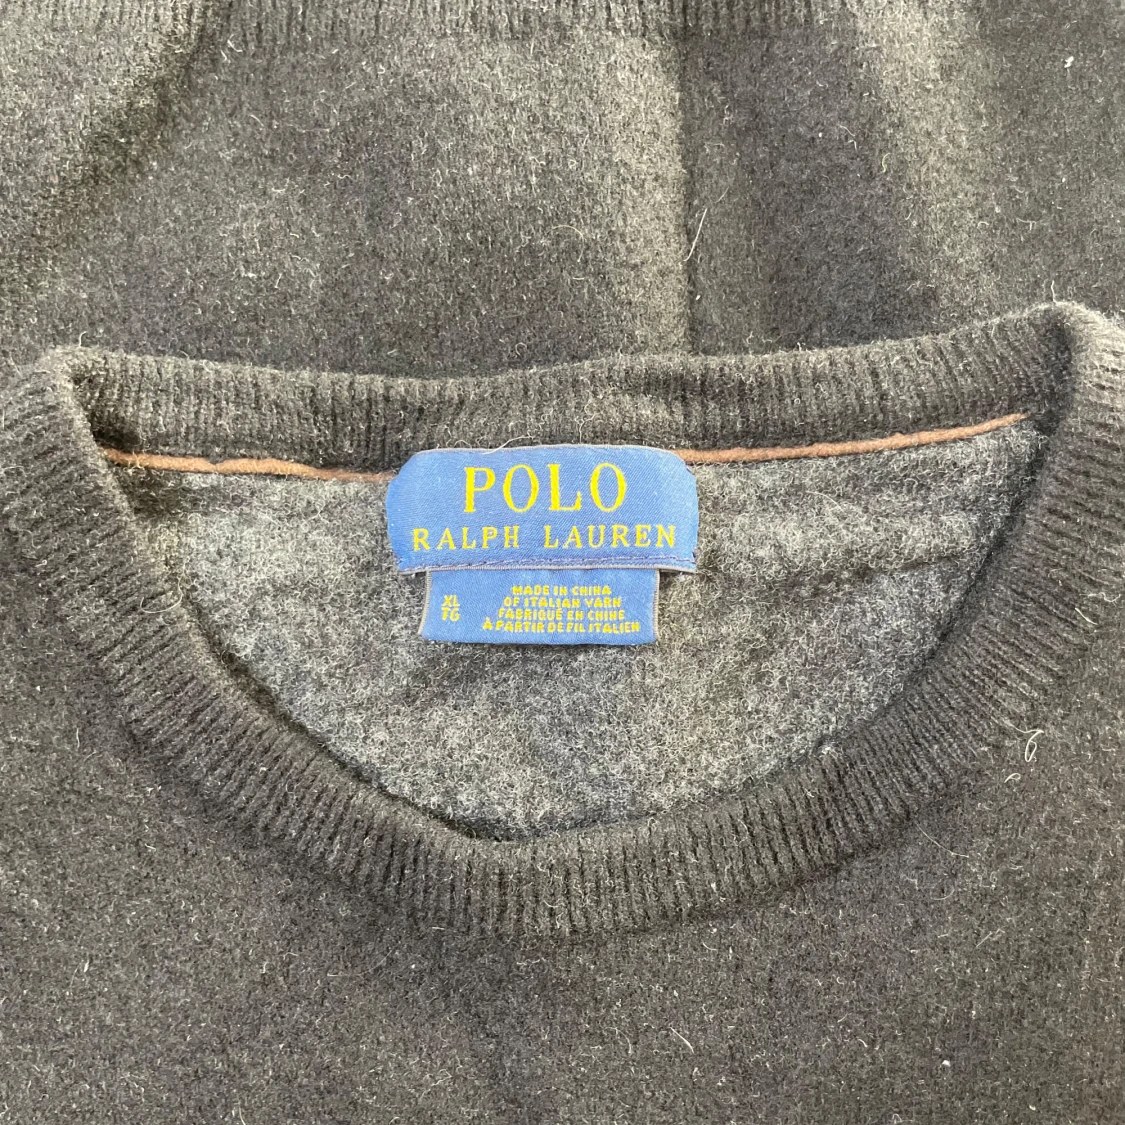 POLO
RALPH LAUREN
XL
TG
MADE IN CHINA
OF ITALIAN YARN
FABRIQUÉ EN CHINE
À PARTIR DE FIL ITALIEN